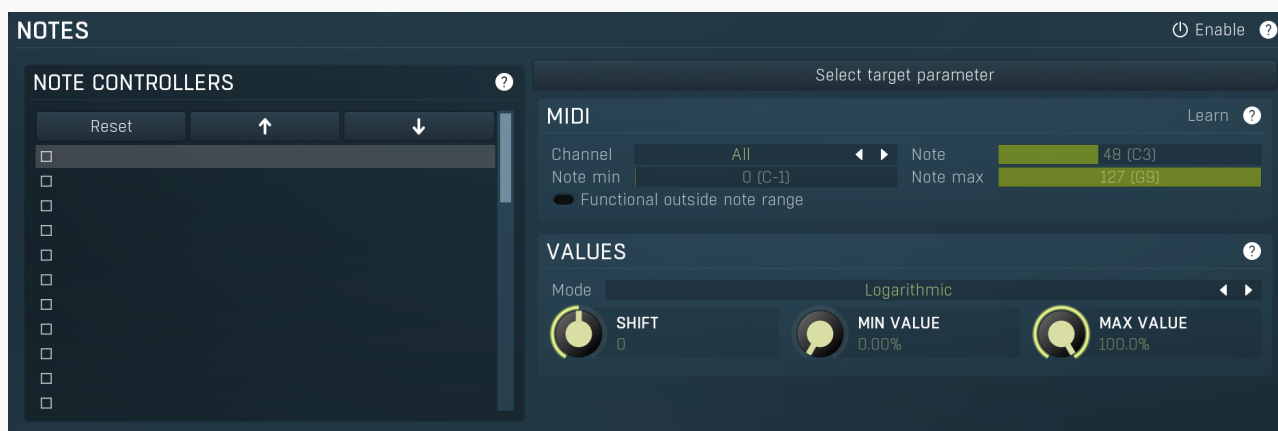 NOTES
Enable ?
NOTE CONTROLLERS ?
Reset ↑ ↓
Select target parameter
MIDI Learn ?
Channel All Note 48 (C3)
Note min 0 (C-1) Note max 127 (G9)
Functional outside note range
VALUES ?
Mode Logarithmic
SHIFT
0
MIN VALUE
0.00%
MAX VALUE
100.0%